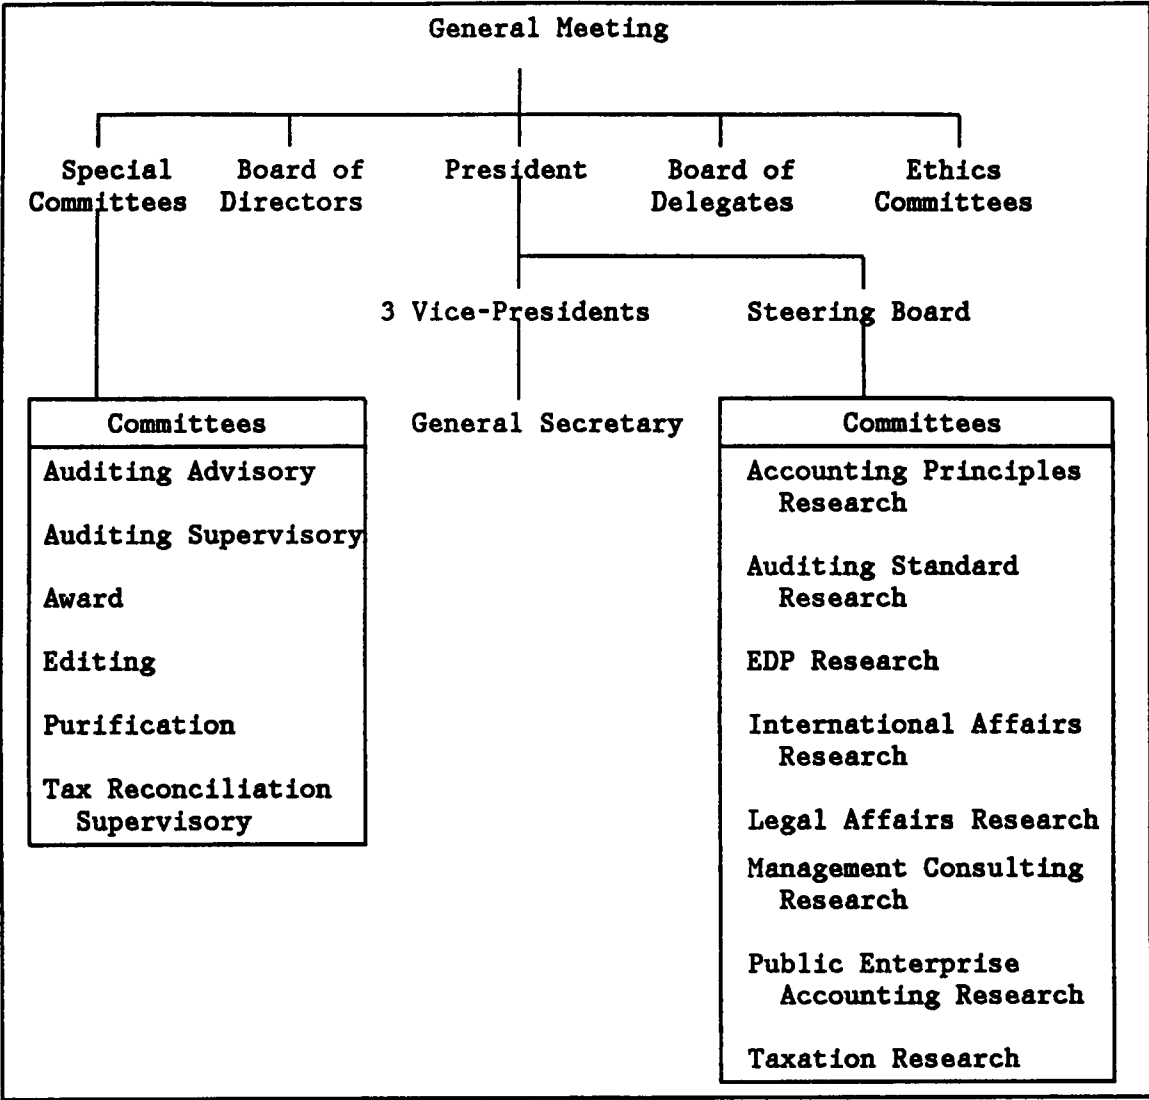 General Meeting
Special Committees
Board of Directors
President
Board of Delegates
Ethics Committees
3 Vice-Presidents
Steering Board
General Secretary
Committees
Auditing Advisory
Auditing Supervisory
Award
Editing
Purification
Tax Reconciliation
Supervisory
Committees
Accounting Principles
Research
Auditing Standard
Research
EDP Research
International Affairs
Research
Legal Affairs Research
Management Consulting
Research
Public Enterprise
Accounting Research
Taxation Research